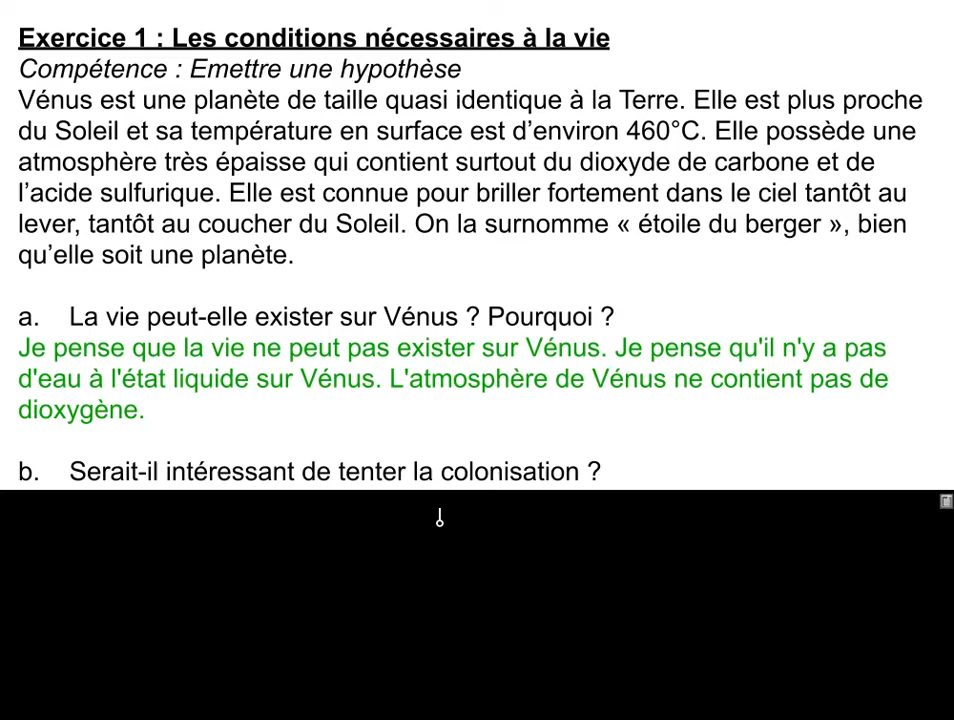 Exercice 1 : Les conditions nécessaires à la vie
Compétence : Emettre une hypothèse
Vénus est une planète de taille quasi identique à la Terre. Elle est plus proche
du Soleil et sa température en surface est d’environ 460°C. Elle possède une
atmosphère très épaisse qui contient surtout du dioxyde de carbone et de
l’acide sulfurique. Elle est connue pour briller fortement dans le ciel tantôt au
lever, tantôt au coucher du Soleil. On la surnomme « étoile du berger », bien
qu’elle soit une planète.
a. La vie peut-elle exister sur Vénus ? Pourquoi ?
Je pense que la vie ne peut pas exister sur Vénus. Je pense qu'il n'y a pas
d'eau à l'état liquide sur Vénus. L'atmosphère de Vénus ne contient pas de
dioxygène.
b. Serait-il intéressant de tenter la colonisation ?